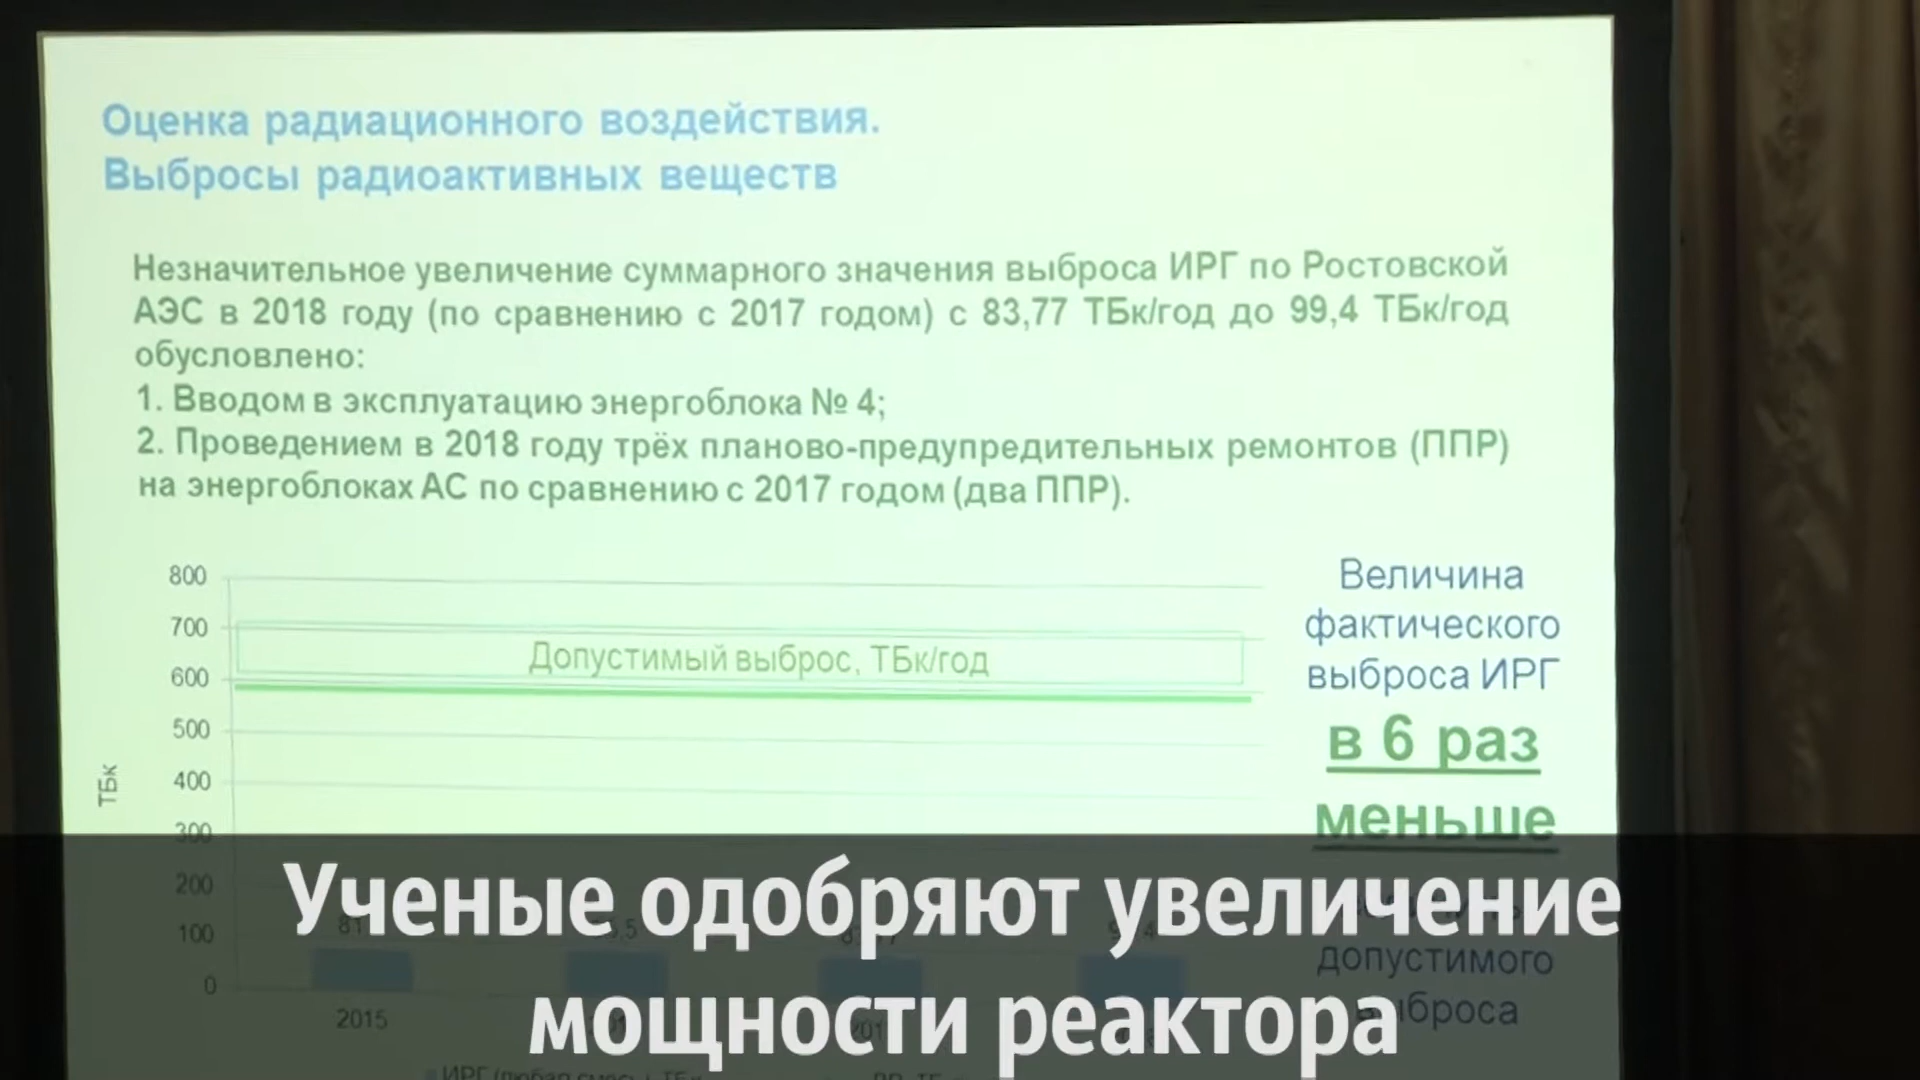 Оценка радиационного воздействия.
Выбросы радиоактивных веществ
Незначительное увеличение суммарного значения выброса ИРГ по Ростовской
АЭС в 2018 году (по сравнению с 2017 годом) с 83,77 ТБк/год до 99,4 ТБк/год
обусловлено:
1. Вводом в эксплуатацию энергоблока № 4;
2. Проведением в 2018 году трёх планово-предупредительных ремонтов (ППР)
на энергоблоках АС по сравнению с 2017 годом (два ППР).
800
700
600
500
400
300
200
100
0
ТБк
Допустимый выброс, ТБк/год
2015
Величина
фактического
выброса ИРГ
в 6 раз
меньше
допустимого
выброса
Ученые одобряют увеличение
мощности реактора